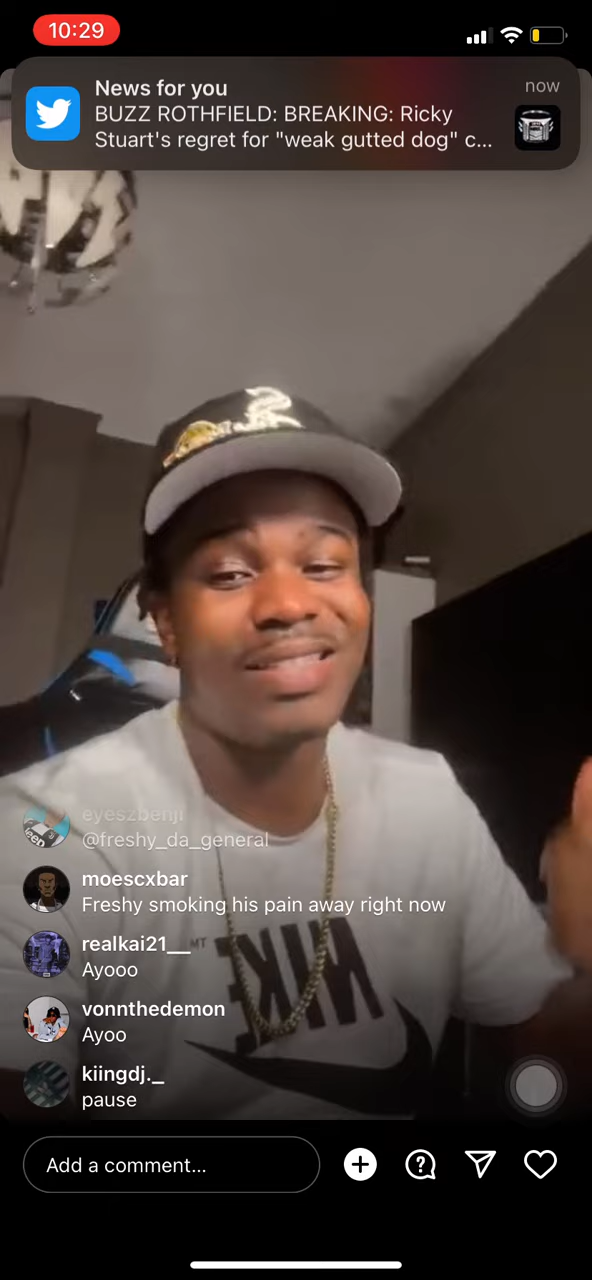 10:29
News for you
now
BUZZ ROTHFIELD: BREAKING: Ricky
Stuart's regret for "weak gutted dog" c...
eyeszbenji
@freshy_da_general
moescxbar
Freshy smoking his pain away right now
realkai21__
Ayooo
NIKE
vonnthedemon
Ayoo
kiingdj._
pause
Add a comment...